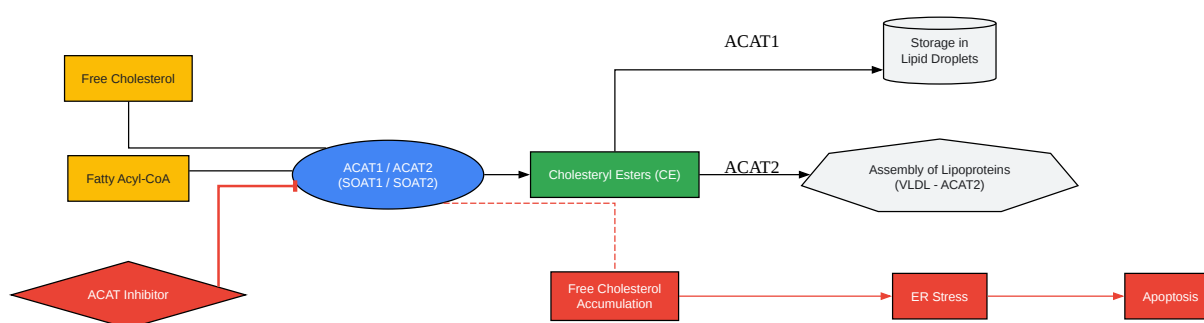 ACAT1
Storage in
Lipid Droplets
Free Cholesterol
Fatty Acyl-CoA
ACAT1 / ACAT2
(SOAT1 / SOAT2)
Cholesteryl Esters (CE)
ACAT2
Assembly of Lipoproteins
(VLDL - ACAT2)
ACAT Inhibitor
Free Cholesterol
Accumulation
ER Stress
Apoptosis